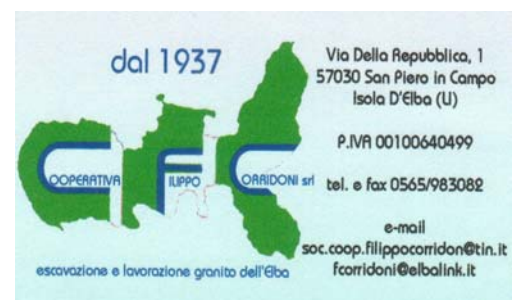 dal 1937
COOPERATIVA FILIPPO CORRIDONI srl
escavazione e lavorazione granito dell'Elba
Via Della Repubblica, 1
57030 San Piero in Campo
Isola D'Elba (LI)
P.IVA 00100640499
tel. e fax 0565/983082
e-mail
soc.coop.filippocorridon@tin.it
fcorridoni@elbalink.it